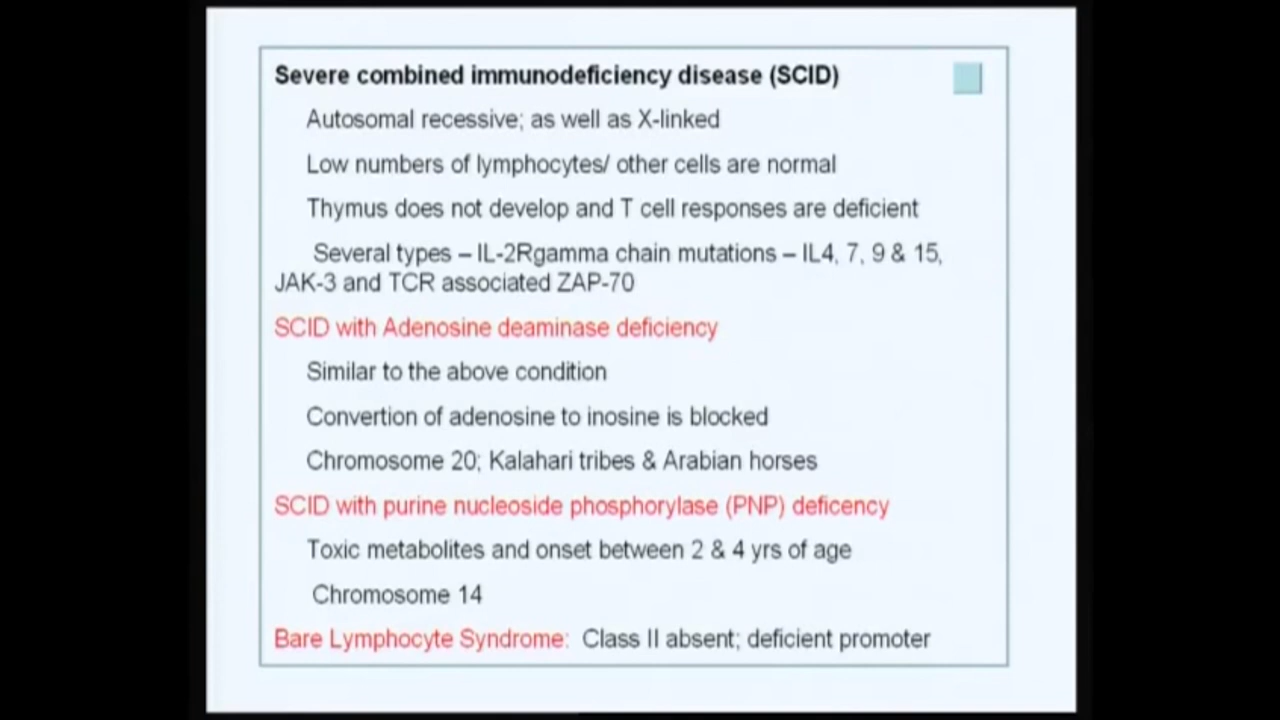 Severe combined immunodeficiency disease (SCID)
Autosomal recessive; as well as X-linked
Low numbers of lymphocytes/ other cells are normal
Thymus does not develop and T cell responses are deficient
Several types – IL-2Rgamma chain mutations – IL4, 7, 9 & 15,
JAK-3 and TCR associated ZAP-70
SCID with Adenosine deaminase deficiency
Similar to the above condition
Convertion of adenosine to inosine is blocked
Chromosome 20; Kalahari tribes & Arabian horses
SCID with purine nucleoside phosphorylase (PNP) deficency
Toxic metabolites and onset between 2 & 4 yrs of age
Chromosome 14
Bare Lymphocyte Syndrome: Class II absent; deficient promoter